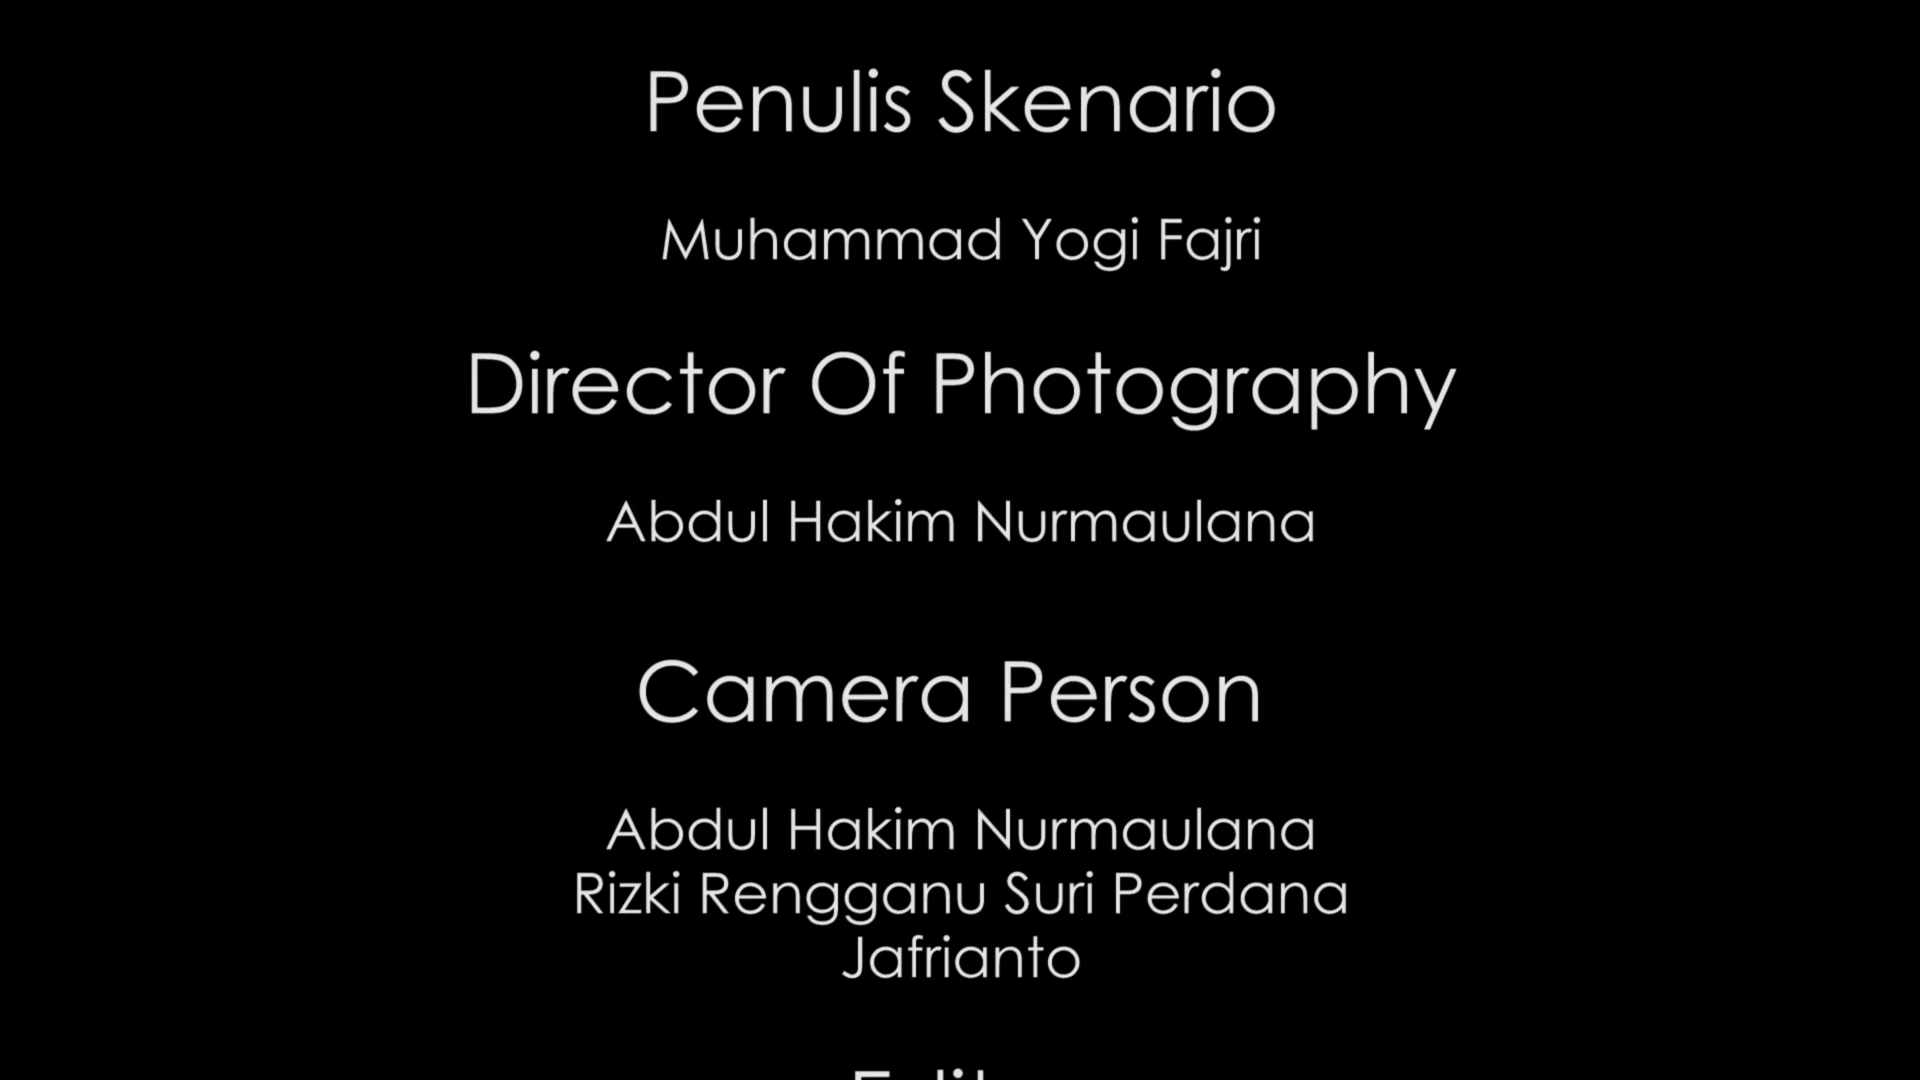 Penulis Skenario
Muhammad Yogi Fajri
Director Of Photography
Abdul Hakim Nurmaulana
Camera Person
Abdul Hakim Nurmaulana
Rizki Rengganu Suri Perdana
Jafrianto